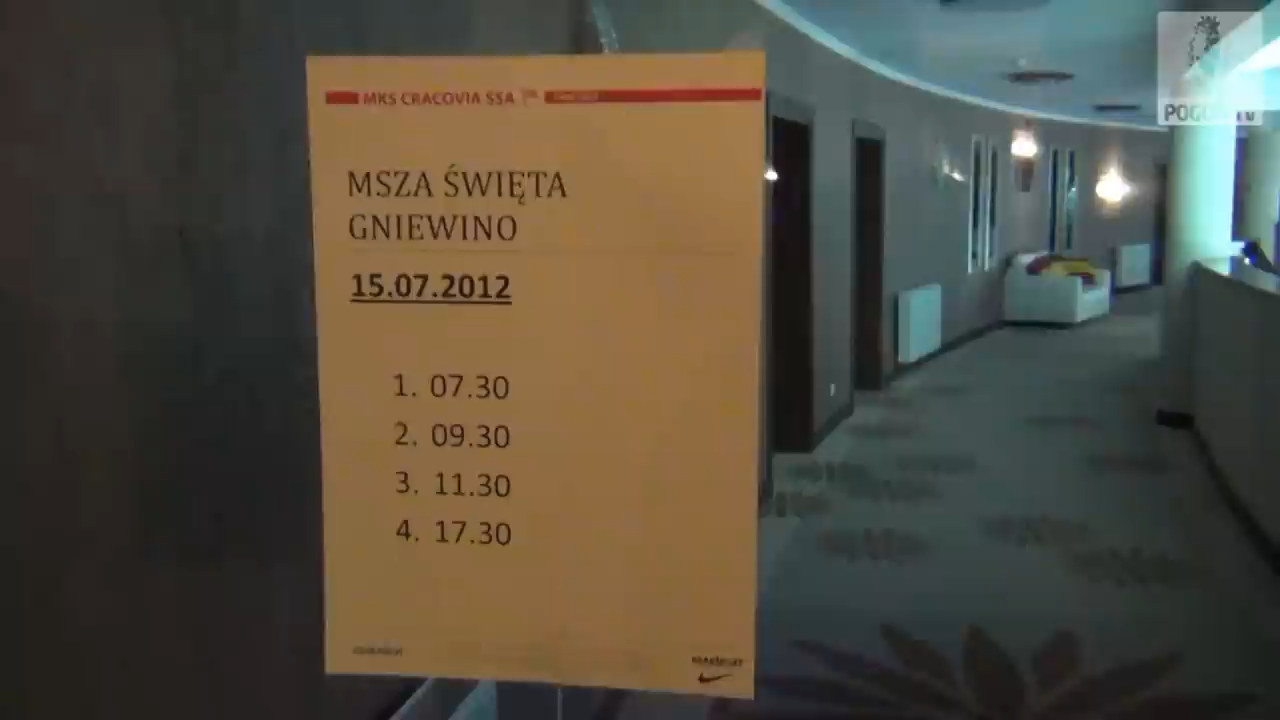 MKS CRACOVIA SSA
MSZA ŚWIĘTA
GNIEWINO
15.07.2012
1. 07.30
2. 09.30
3. 11.30
4. 17.30